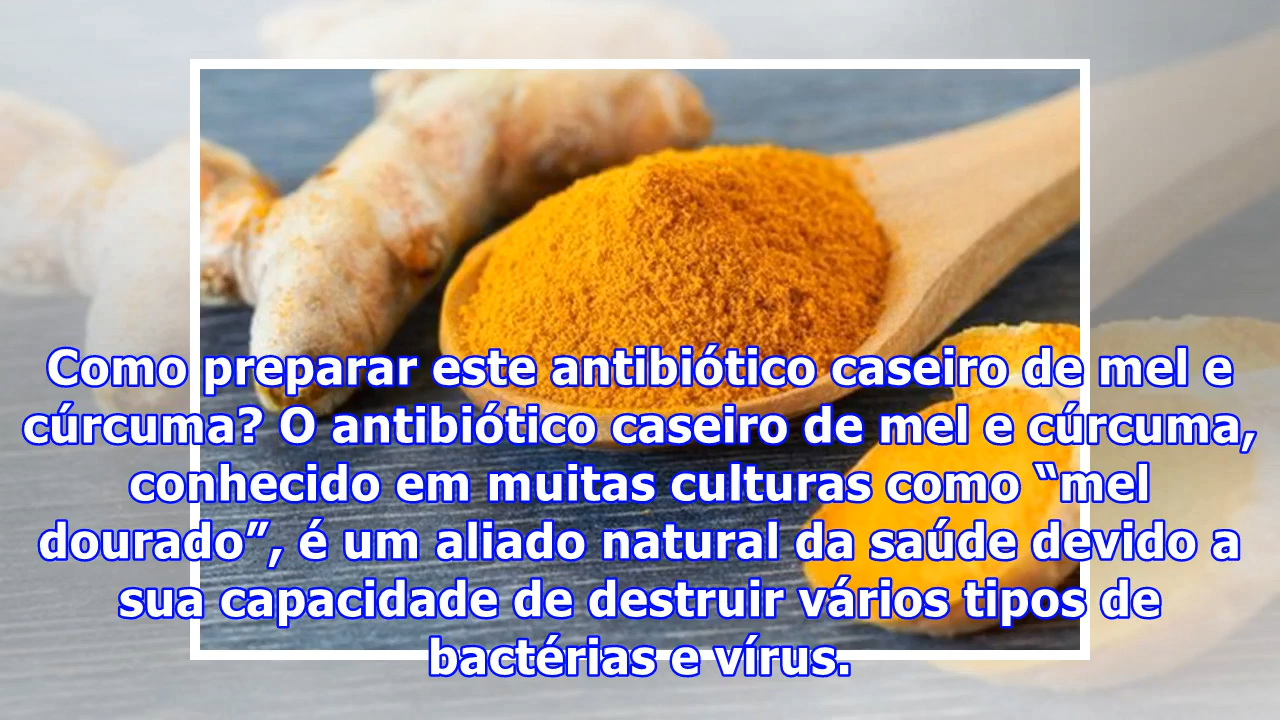 Como preparar este antibiótico caseiro de mel e
cúrcuma? O antibiótico caseiro de mel e cúrcuma,
conhecido em muitas culturas como “mel
dourado”, é um aliado natural da saúde devido a
sua capacidade de destruir vários tipos de
bactérias e vírus.